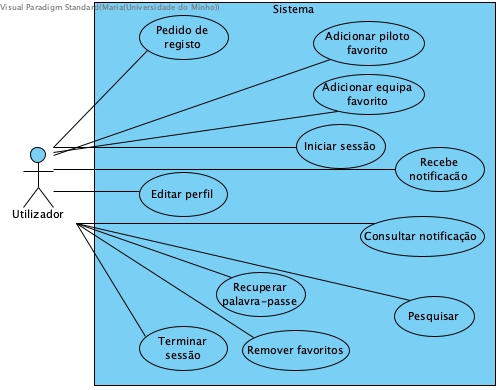 Visual Paradigm Standard(Maria(Universidade do Minho))
Sistema
Pedido de
registo
Adicionar piloto
favorito
Adicionar equipa
favorito
Iniciar sessão
Recebe
notificacão
Editar perfil
Utilizador
Consultar notificação
Recuperar
palavra-passe
Pesquisar
Terminar
sessão
Remover favoritos